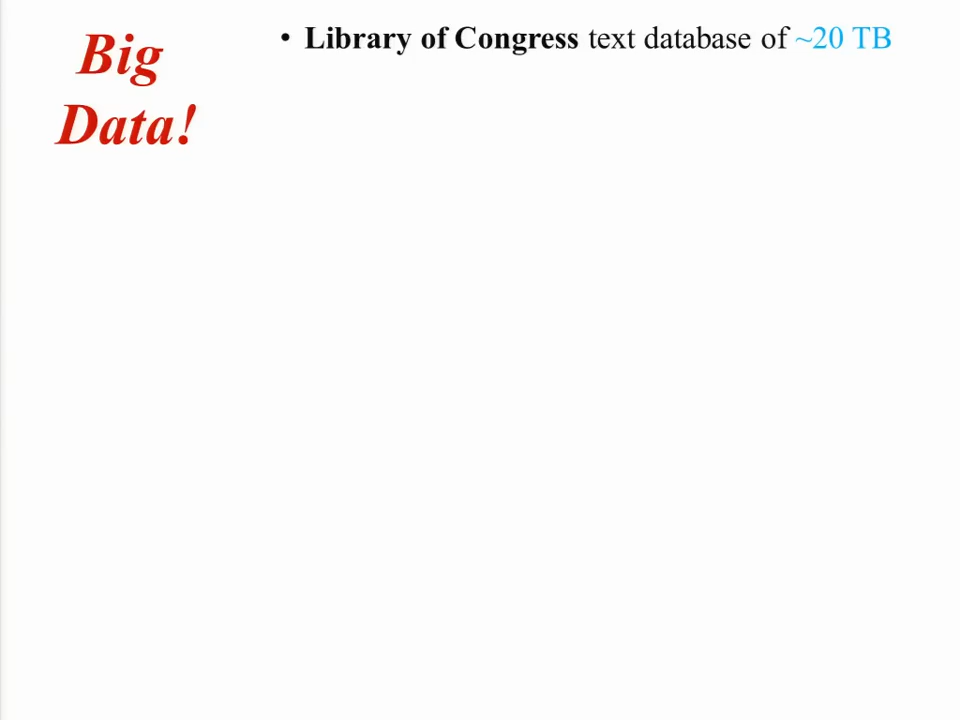 Big
Data!
• Library of Congress text database of ~20 TB